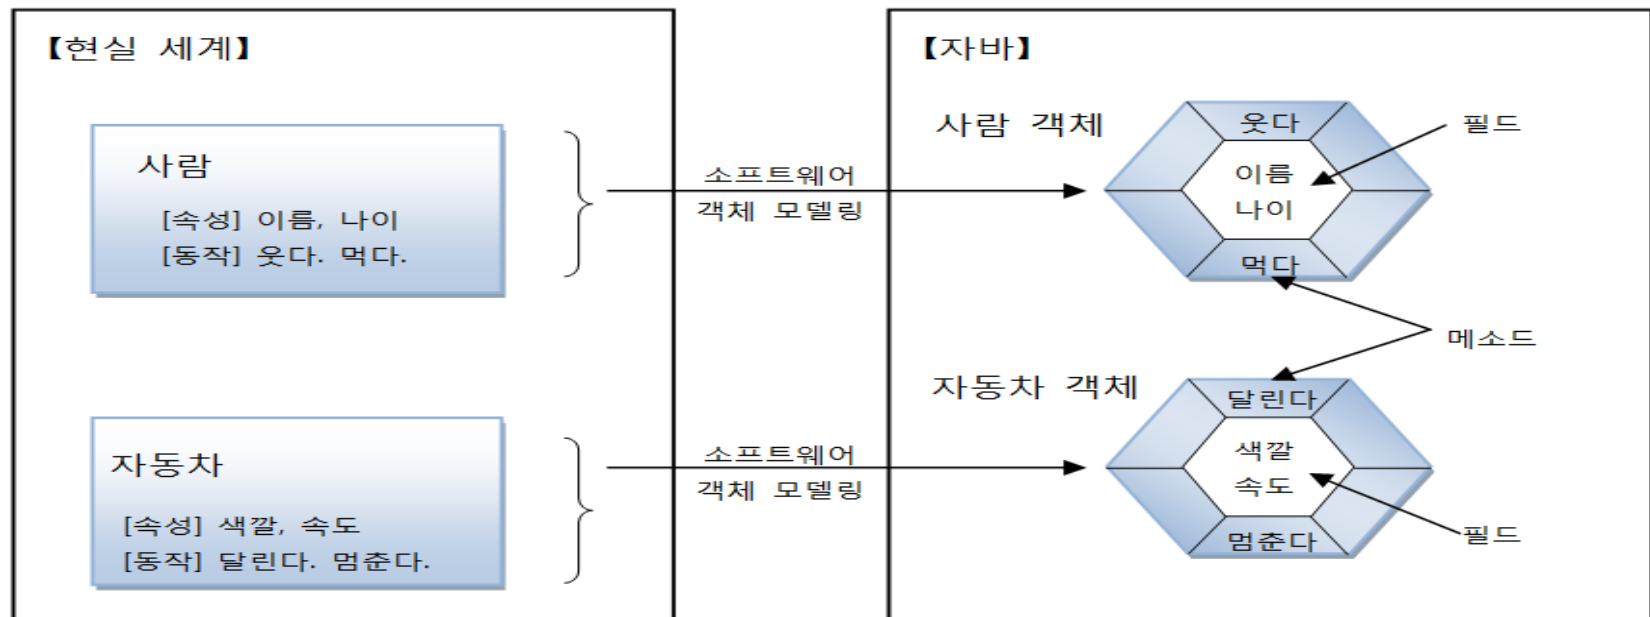 【현실 세계】
사람
[속성] 이름, 나이
[동작] 웃다. 먹다.
자동차
[속성] 색깔, 속도
[동작] 달린다. 멈춘다.
소프트웨어
객체 모델링
소프트웨어
객체 모델링
【자바】
사람 객체
웃다
이름
나이
먹다
필드
메소드
자동차 객체
달린다
색깔
속도
멈춘다
필드